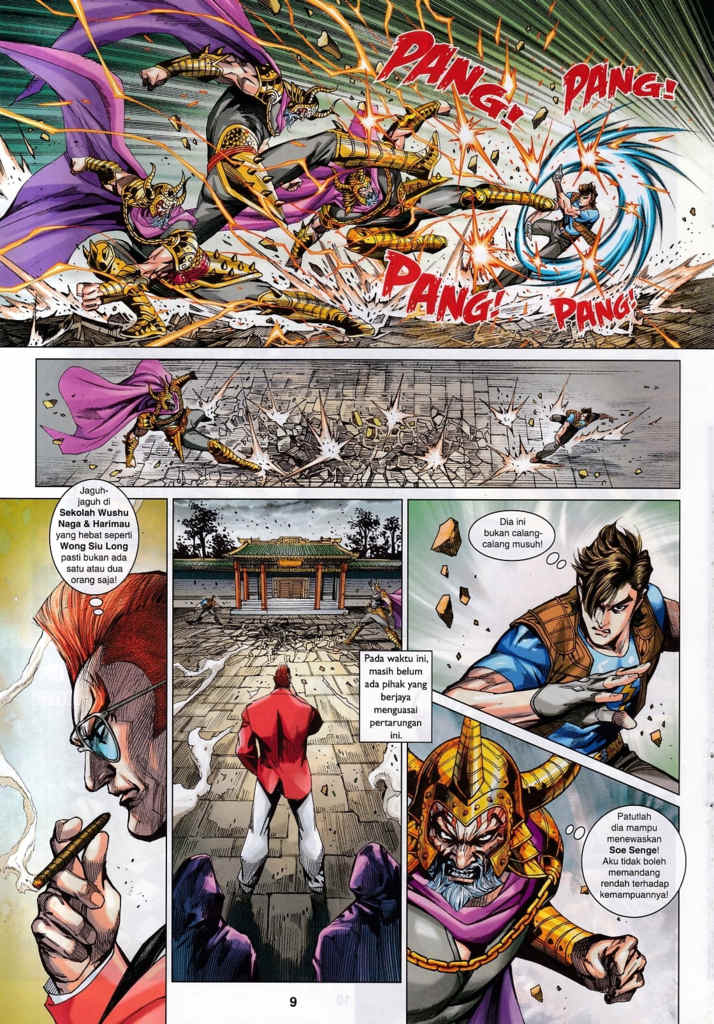 PANG!
PANG!
PANG!
PANG!
Jaguh-
jaguh di
Sekolah Wushu
Naga & Harimau
yang hebat seperti
Wong Siu Long
pasti bukan ada
satu atau dua
orang saja!
Pada waktu ini,
masih belum
ada pihak yang
berjaya
menguasai
pertarungan
ini.
Dia ini
bukan calang-
calang musuh!
Patutlah
dia mampu
menewaskan
Soe Senge!
Aku tidak boleh
memandang
rendah terhadap
kemampuannya!
9